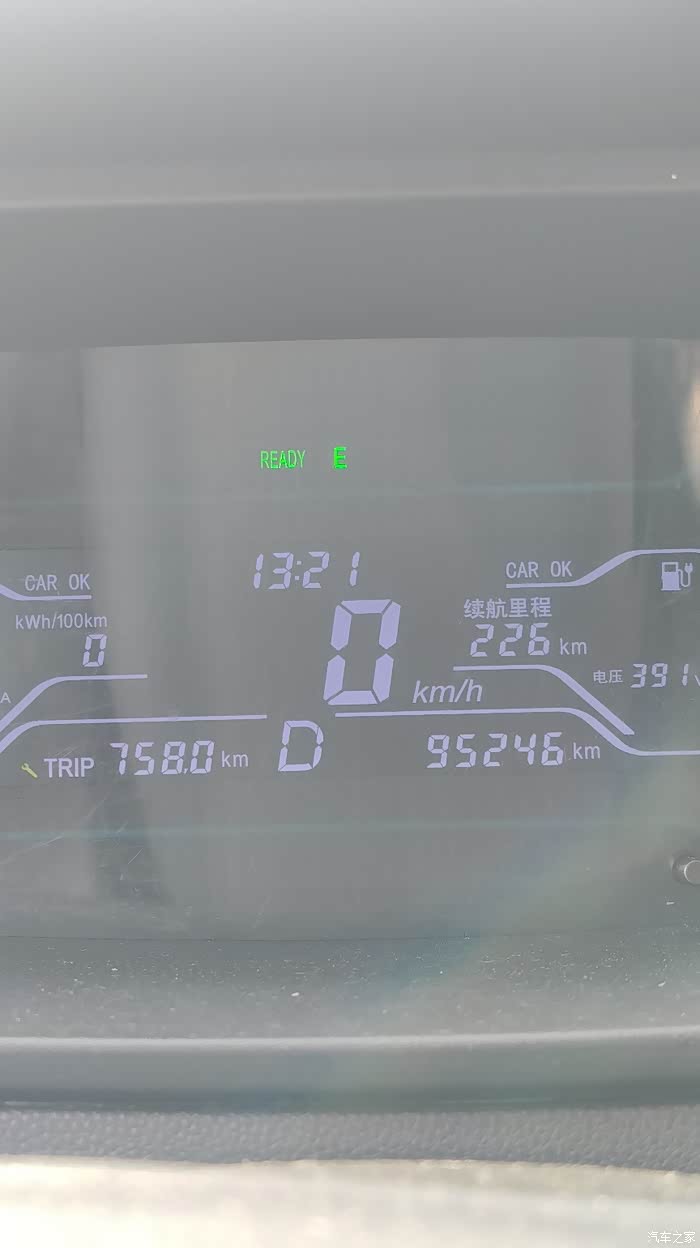 READY E
13:21
CAR OK
CAR OK
kWh/100km
续航里程
0
226 km
0 km/h
电压 391V
A
TRIP 758.0 km
D
95246 km
汽车之家